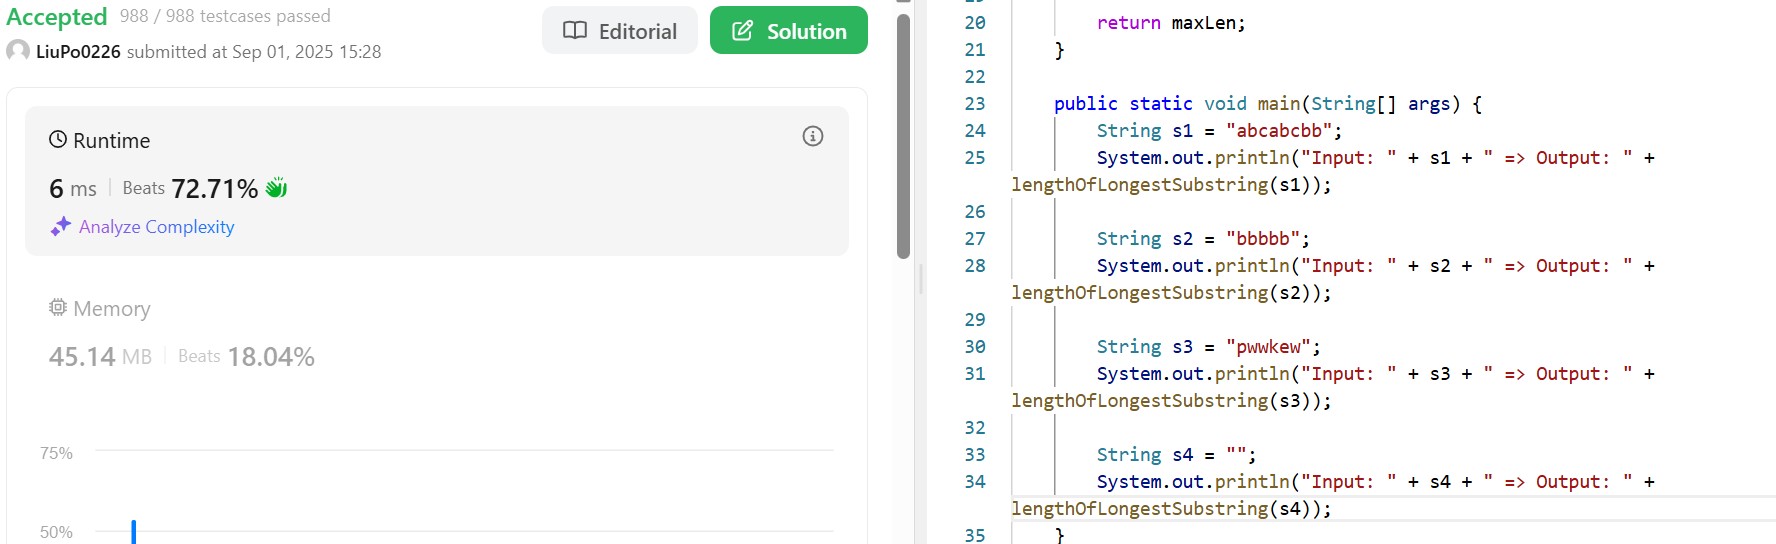 Accepted 988 / 988 testcases passed
LiuPo0226 submitted at Sep 01, 2025 15:28
Editorial
Solution
Runtime
6 ms Beats 72.71%
Analyze Complexity
Memory
45.14 MB Beats 18.04%
75%
50%
20 return maxLen;
21 }
22
23 public static void main(String[] args) {
24 String s1 = "abcabcbb";
25 System.out.println("Input: " + s1 + " => Output: " +
lengthOfLongestSubstring(s1));
26
27 String s2 = "bbbbb";
28 System.out.println("Input: " + s2 + " => Output: " +
lengthOfLongestSubstring(s2));
29
30 String s3 = "pwwkew";
31 System.out.println("Input: " + s3 + " => Output: " +
lengthOfLongestSubstring(s3));
32
33 String s4 = "";
34 System.out.println("Input: " + s4 + " => Output: " +
lengthOfLongestSubstring(s4));
35 }